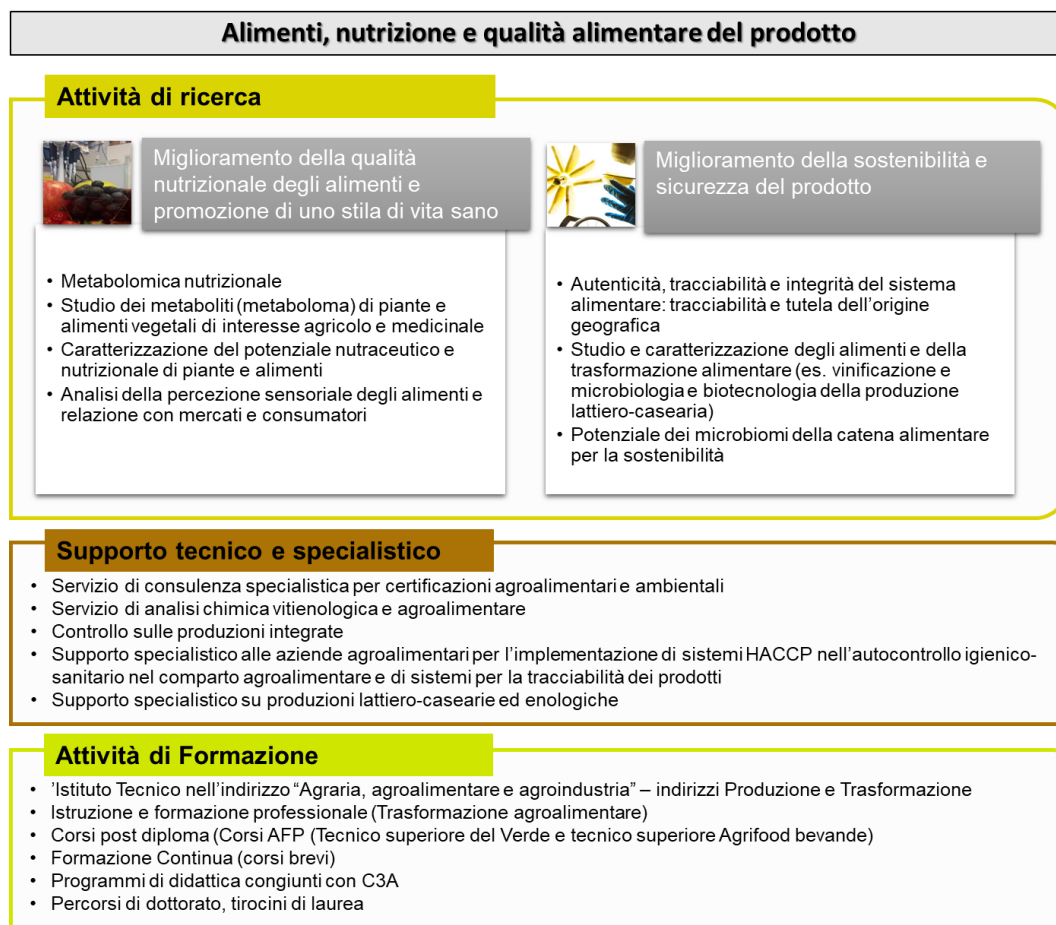 Alimenti, nutrizione e qualità alimentare del prodotto
Attività di ricerca
Miglioramento della qualità
nutrizionale degli alimenti e
promozione di uno stila di vita sano
• Metabolomica nutrizionale
• Studio dei metaboliti (metaboloma) di piante e
alimenti vegetali di interesse agricolo e medicinale
• Caratterizzazione del potenziale nutraceutico e
nutrizionale di piante e alimenti
• Analisi della percezione sensoriale degli alimenti e
relazione con mercati e consumatori
Miglioramento della sostenibilità e
sicurezza del prodotto
• Autenticità, tracciabilità e integrità del sistema
alimentare: tracciabilità e tutela dell’origine
geografica
• Studio e caratterizzazione degli alimenti e della
trasformazione alimentare (es. vinificazione e
microbiologia e biotecnologia della produzione
lattiero-casearia)
• Potenziale dei microbiomi della catena alimentare
per la sostenibilità
Supporto tecnico e specialistico
• Servizio di consulenza specialistica per certificazioni agroalimentari e ambientali
• Servizio di analisi chimica vitienologica e agroalimentare
• Controllo sulle produzioni integrate
• Supporto specialistico alle aziende agroalimentari per l’implementazione di sistemi HACCP nell’autocontrollo igienico-
sanitario nel comparto agroalimentare e di sistemi per la tracciabilità dei prodotti
• Supporto specialistico su produzioni lattiero-casearie ed enologiche
Attività di Formazione
• ’Istituto Tecnico nell’indirizzo “Agraria, agroalimentare e agroindustria” – indirizzi Produzione e Trasformazione
• Istruzione e formazione professionale (Trasformazione agroalimentare)
• Corsi post diploma (Corsi AFP (Tecnico superiore del Verde e tecnico superiore Agrifood bevande)
• Formazione Continua (corsi brevi)
• Programmi di didattica congiunti con C3A
• Percorsi di dottorato, tirocini di laurea